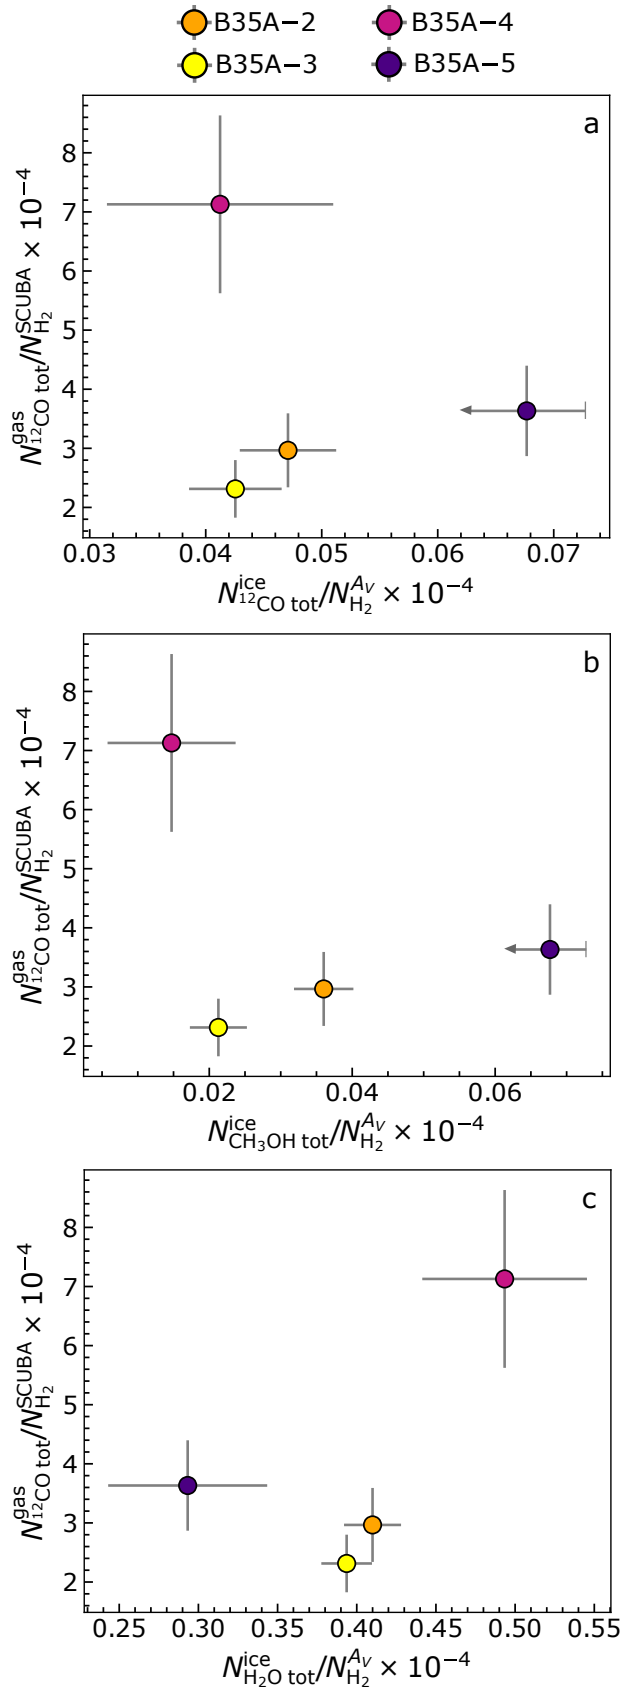 B35A−2 B35A−4
B35A−3 B35A−5
a
8
7
6
5
4
3
2
N^gas_12CO tot/N^SCUBA_H2 × 10−4
0.03 0.04 0.05 0.06 0.07
N^ice_12CO tot/N^AV_H2 × 10−4
b
8
7
6
5
4
3
2
N^gas_12CO tot/N^SCUBA_H2 × 10−4
0.02 0.04 0.06
N^ice_CH3OH tot/N^AV_H2 × 10−4
c
8
7
6
5
4
3
2
N^gas_12CO tot/N^SCUBA_H2 × 10−4
0.25 0.30 0.35 0.40 0.45 0.50 0.55
N^ice_H2O tot/N^AV_H2 × 10−4